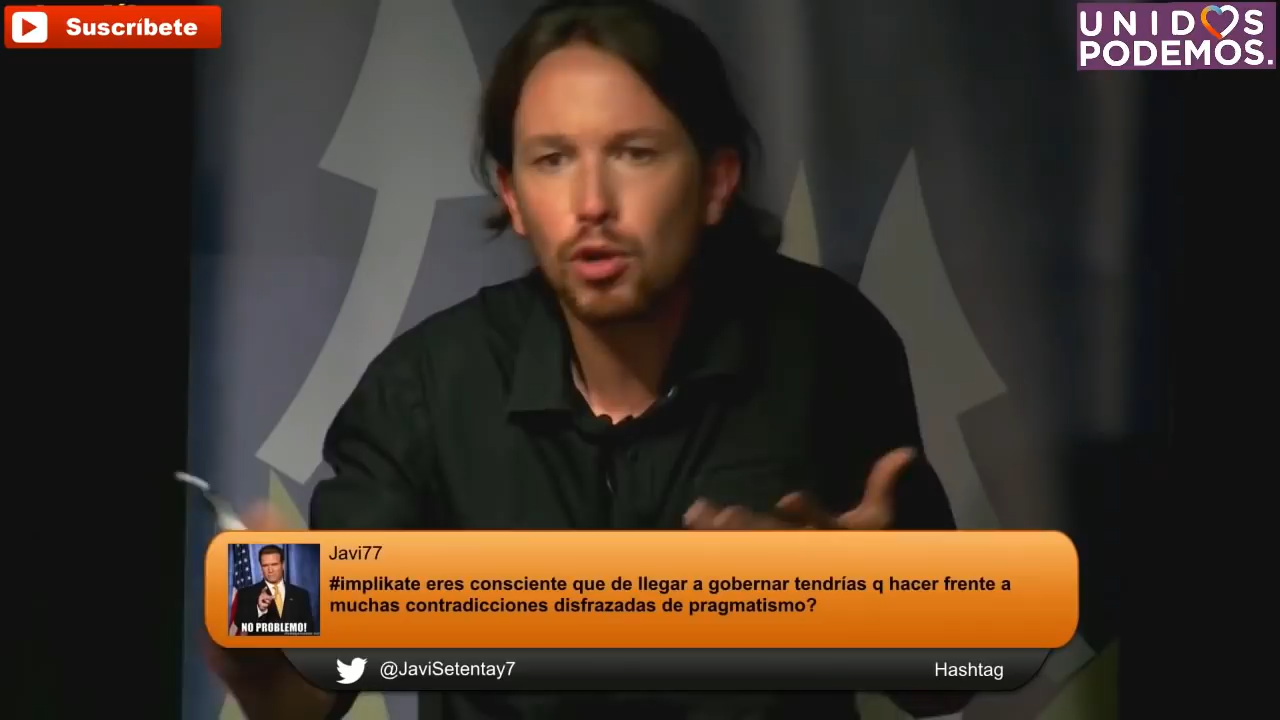 Suscríbete
UNIDOS
PODEMOS.
Javi77
#implikate eres consciente que de llegar a gobernar tendrías q hacer frente a
muchas contradicciones disfrazadas de pragmatismo?
NO PROBLEMO!
@JaviSetentay7
Hashtag